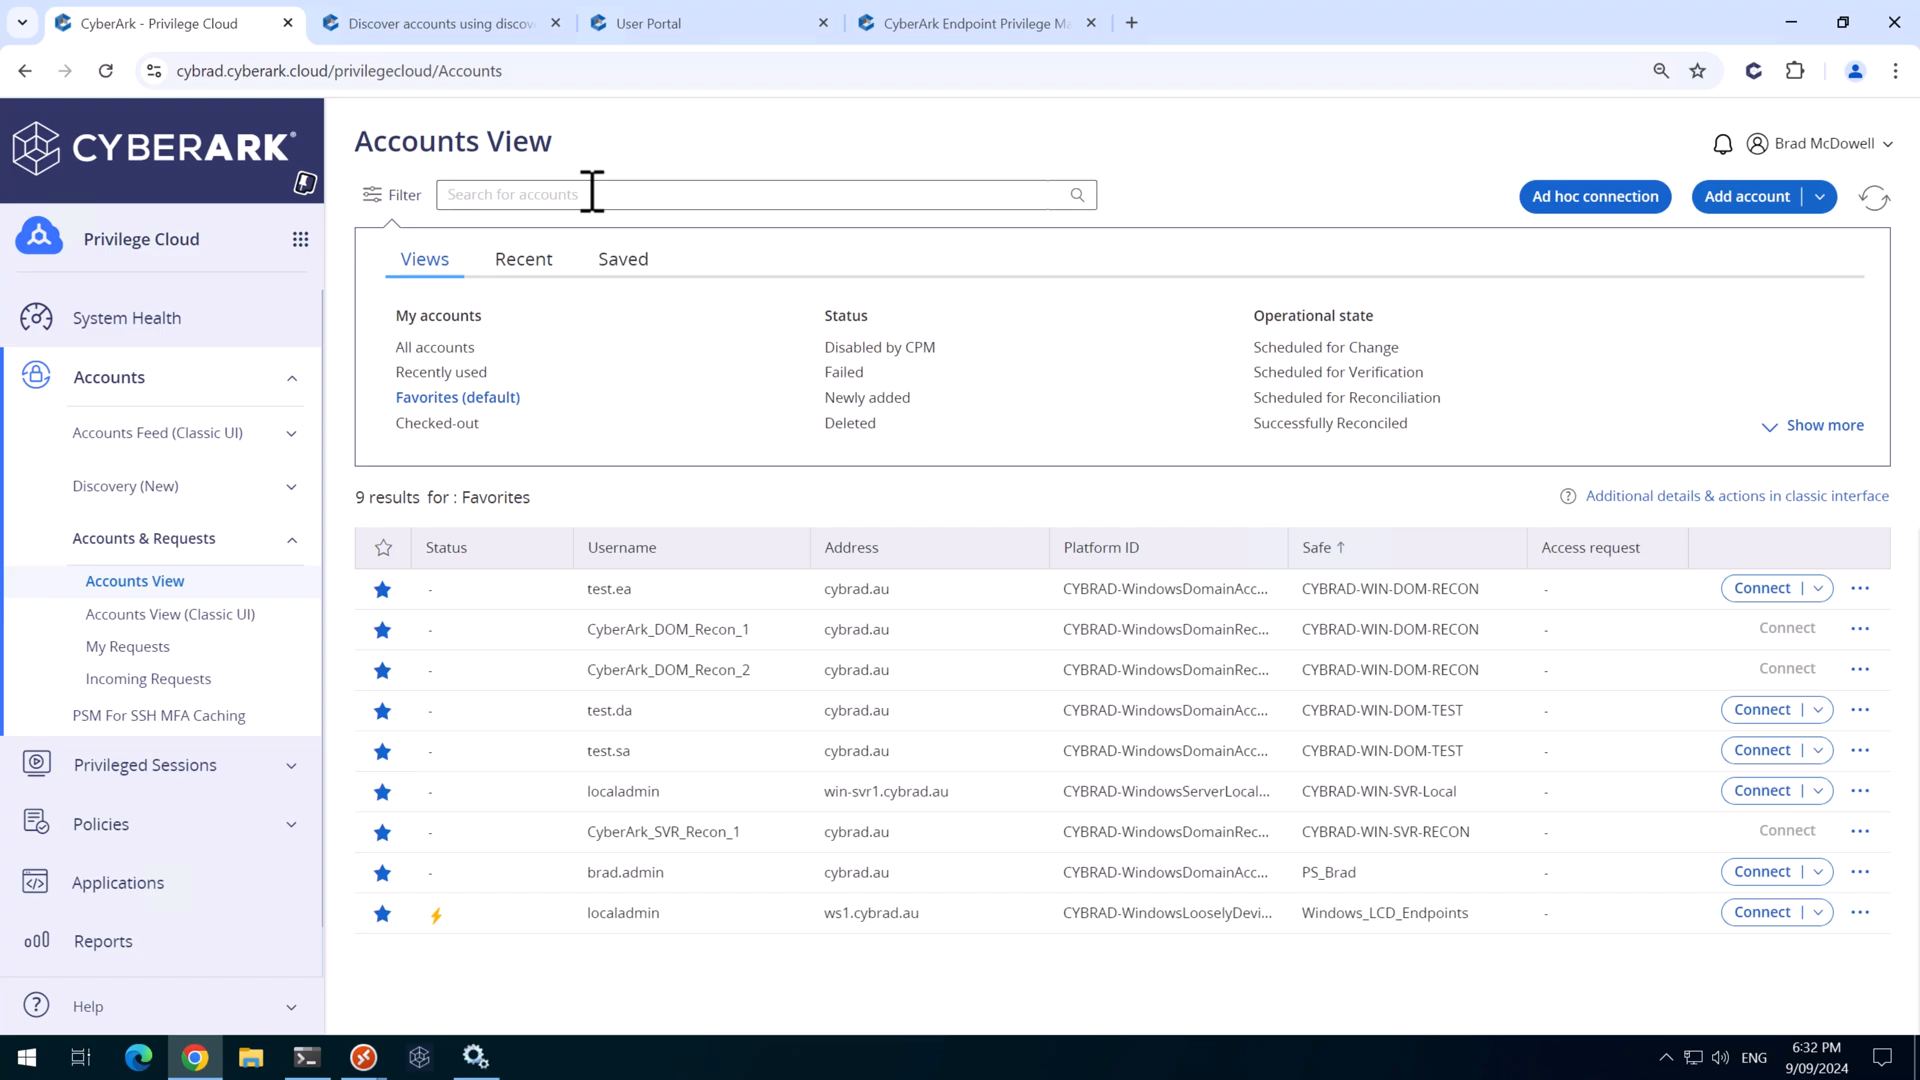 CyberArk - Privilege Cloud
Discover accounts using discov
User Portal
CyberArk Endpoint Privilege Ma
cybrad.cyberark.cloud/privilegecloud/Accounts
CYBERARK®
Privilege Cloud
System Health
Accounts
Accounts Feed (Classic UI)
Discovery (New)
Accounts & Requests
Accounts View
Accounts View (Classic UI)
My Requests
Incoming Requests
PSM For SSH MFA Caching
Privileged Sessions
Policies
Applications
Reports
Help
Accounts View
Brad McDowell
Filter
Search for accounts
Ad hoc connection
Add account
Views Recent Saved
My accounts
All accounts
Recently used
Favorites (default)
Checked-out
Status
Disabled by CPM
Failed
Newly added
Deleted
Operational state
Scheduled for Change
Scheduled for Verification
Scheduled for Reconciliation
Successfully Reconciled
Show more
9 results for : Favorites
Additional details & actions in classic interface
Status Username Address Platform ID Safe ↑ Access request
- test.ea cybrad.au CYBRAD-WindowsDomainAcc... CYBRAD-WIN-DOM-RECON - Connect
- CyberArk_DOM_Recon_1 cybrad.au CYBRAD-WindowsDomainRec... CYBRAD-WIN-DOM-RECON - Connect
- CyberArk_DOM_Recon_2 cybrad.au CYBRAD-WindowsDomainRec... CYBRAD-WIN-DOM-RECON - Connect
- test.da cybrad.au CYBRAD-WindowsDomainAcc... CYBRAD-WIN-DOM-TEST - Connect
- test.sa cybrad.au CYBRAD-WindowsDomainAcc... CYBRAD-WIN-DOM-TEST - Connect
- localadmin win-svr1.cybrad.au CYBRAD-WindowsServerLocal... CYBRAD-WIN-SVR-Local - Connect
- CyberArk_SVR_Recon_1 cybrad.au CYBRAD-WindowsDomainRec... CYBRAD-WIN-SVR-RECON - Connect
- brad.admin cybrad.au CYBRAD-WindowsDomainAcc... PS_Brad - Connect
localadmin ws1.cybrad.au CYBRAD-WindowsLooselyDevi... Windows_LCD_Endpoints - Connect
ENG
6:32 PM
9/09/2024